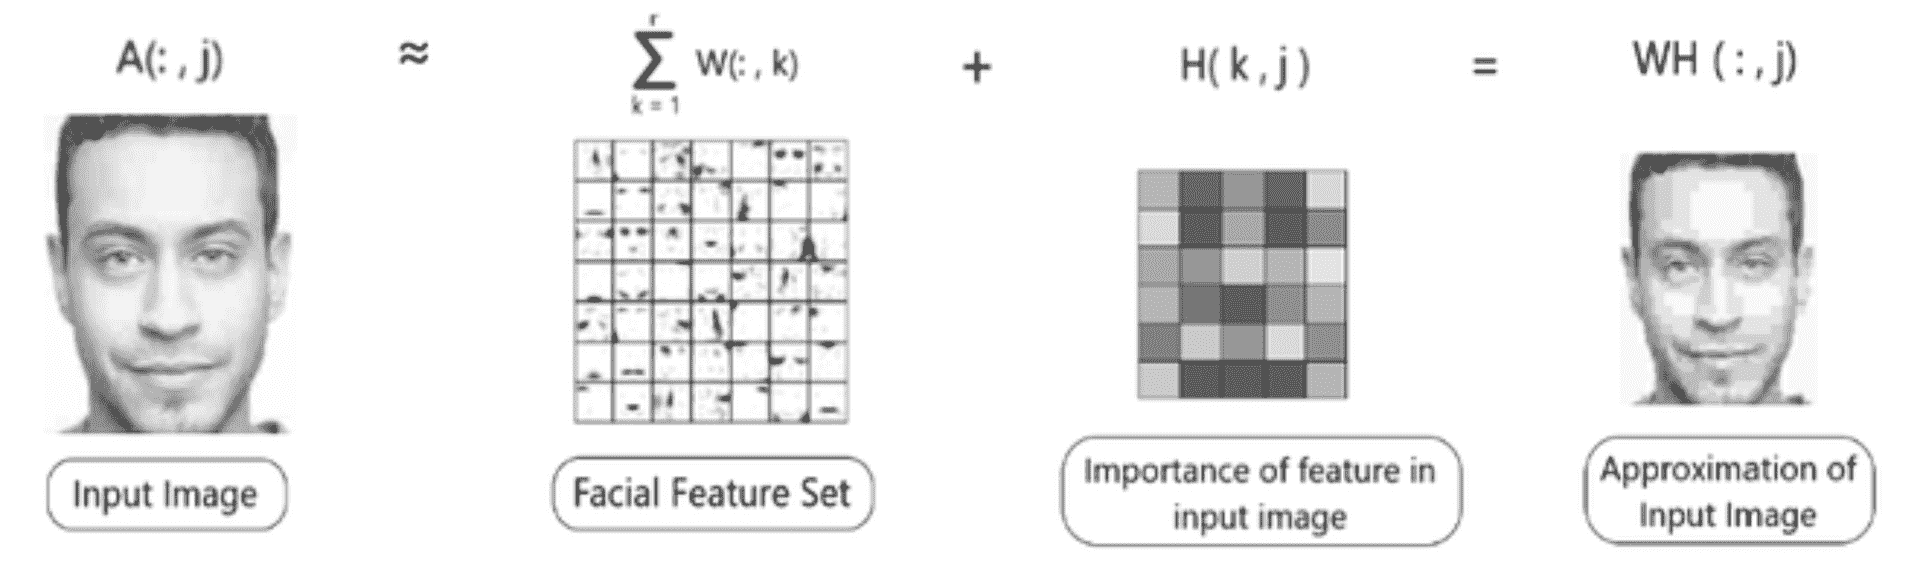 A(: , j) ≈ r
∑
k = 1 W(: , k) + H( k , j ) = WH ( : , j)
Input Image
Facial Feature Set
Importance of feature in
input image
Approximation of
Input Image